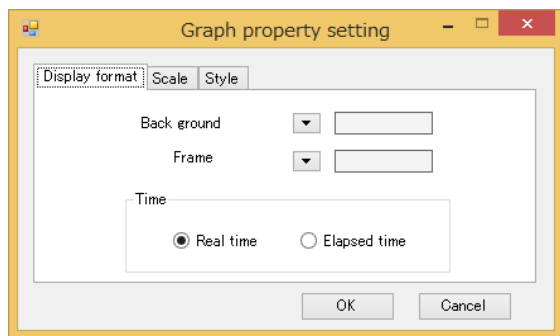 Graph property setting
Display format Scale Style
Back ground
Frame
Time
Real time Elapsed time
OK Cancel